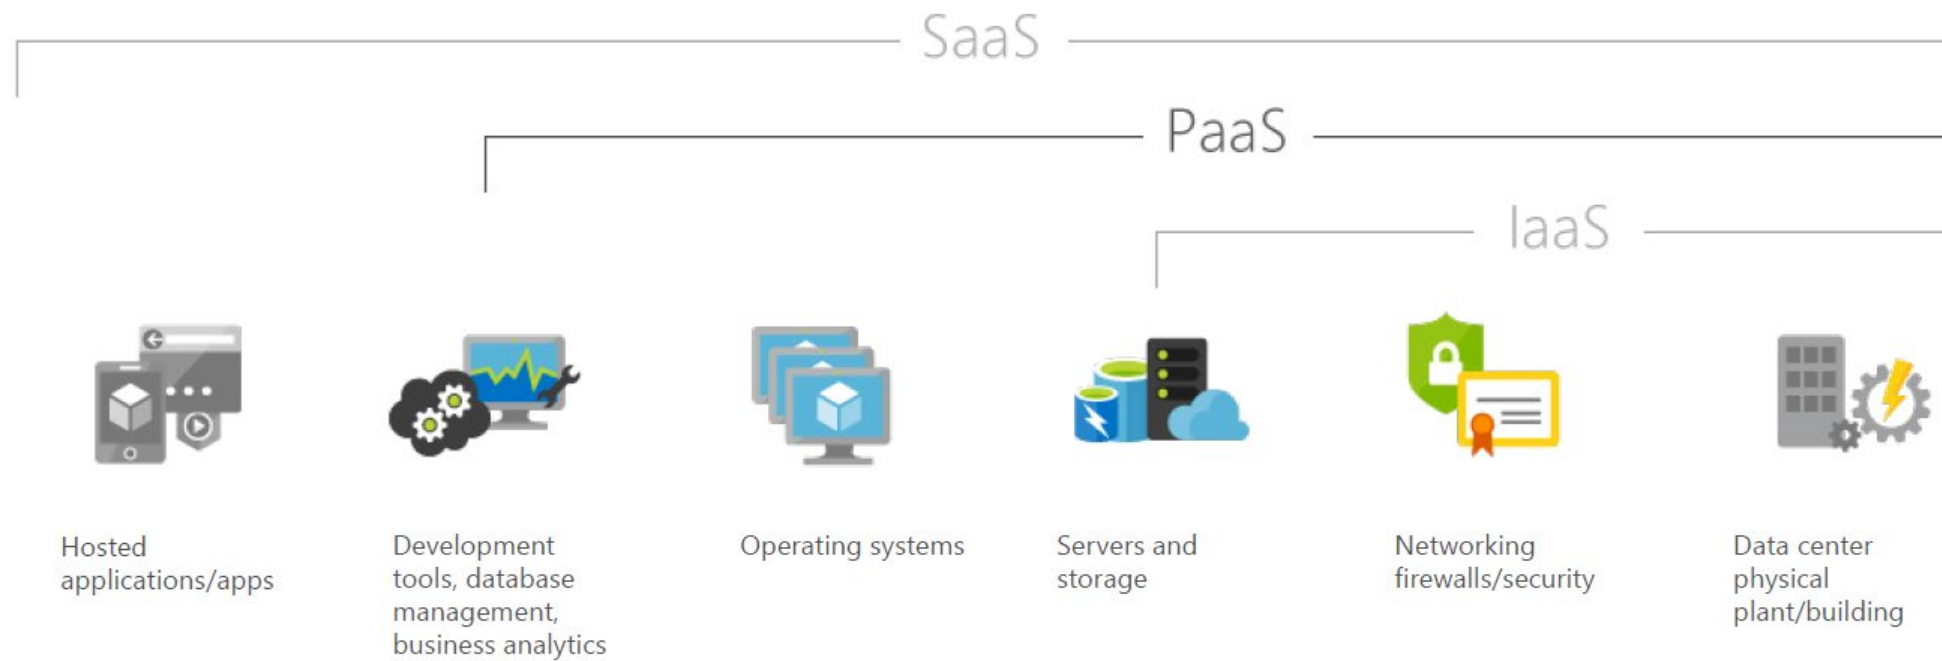 SaaS
PaaS
IaaS
Hosted
applications/apps
Development
tools, database
management,
business analytics
Operating systems
Servers and
storage
Networking
firewalls/security
Data center
physical
plant/building